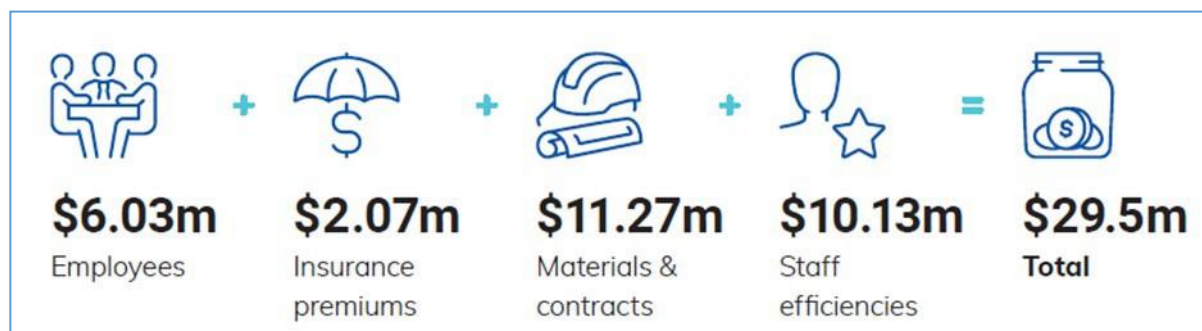 + + + =
$6.03m $2.07m $11.27m $10.13m $29.5m
Employees Insurance premiums Materials & contracts Staff efficiencies Total